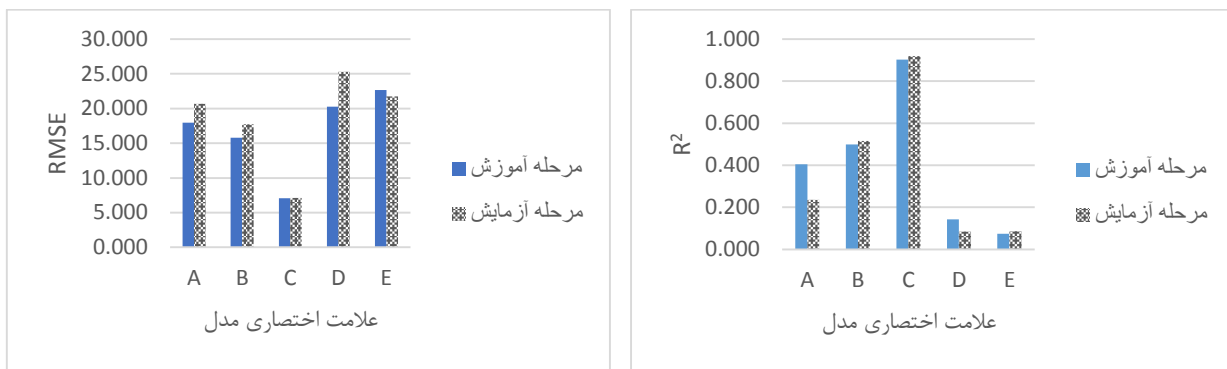 30.000
25.000
20.000
15.000
10.000
5.000
0.000
RMSE
A B C D E
علامت اختصاری مدل
مرحله آموزش
مرحله آزمایش
1.000
0.800
0.600
0.400
0.200
0.000
R²
A B C D E
علامت اختصاری مدل
مرحله آموزش
مرحله آزمایش